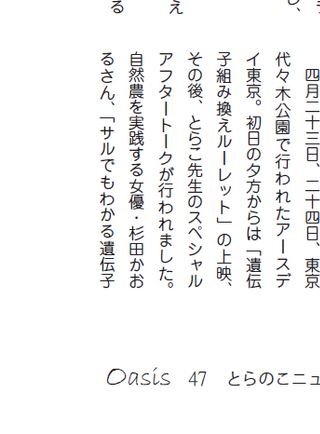 四月二十三日、二十四日、東京
代々木公園で行われたアースデ
イ東京。初日の夕方からは「遺伝
子組み換えルーレット」の上映、
その後、とらこ先生のスペシャル
アフタートークが行われました。
自然農を実践する女優・杉田かお
るさん、「サルでもわかる遺伝子
え
る
Oasis 47 とらのこニュ